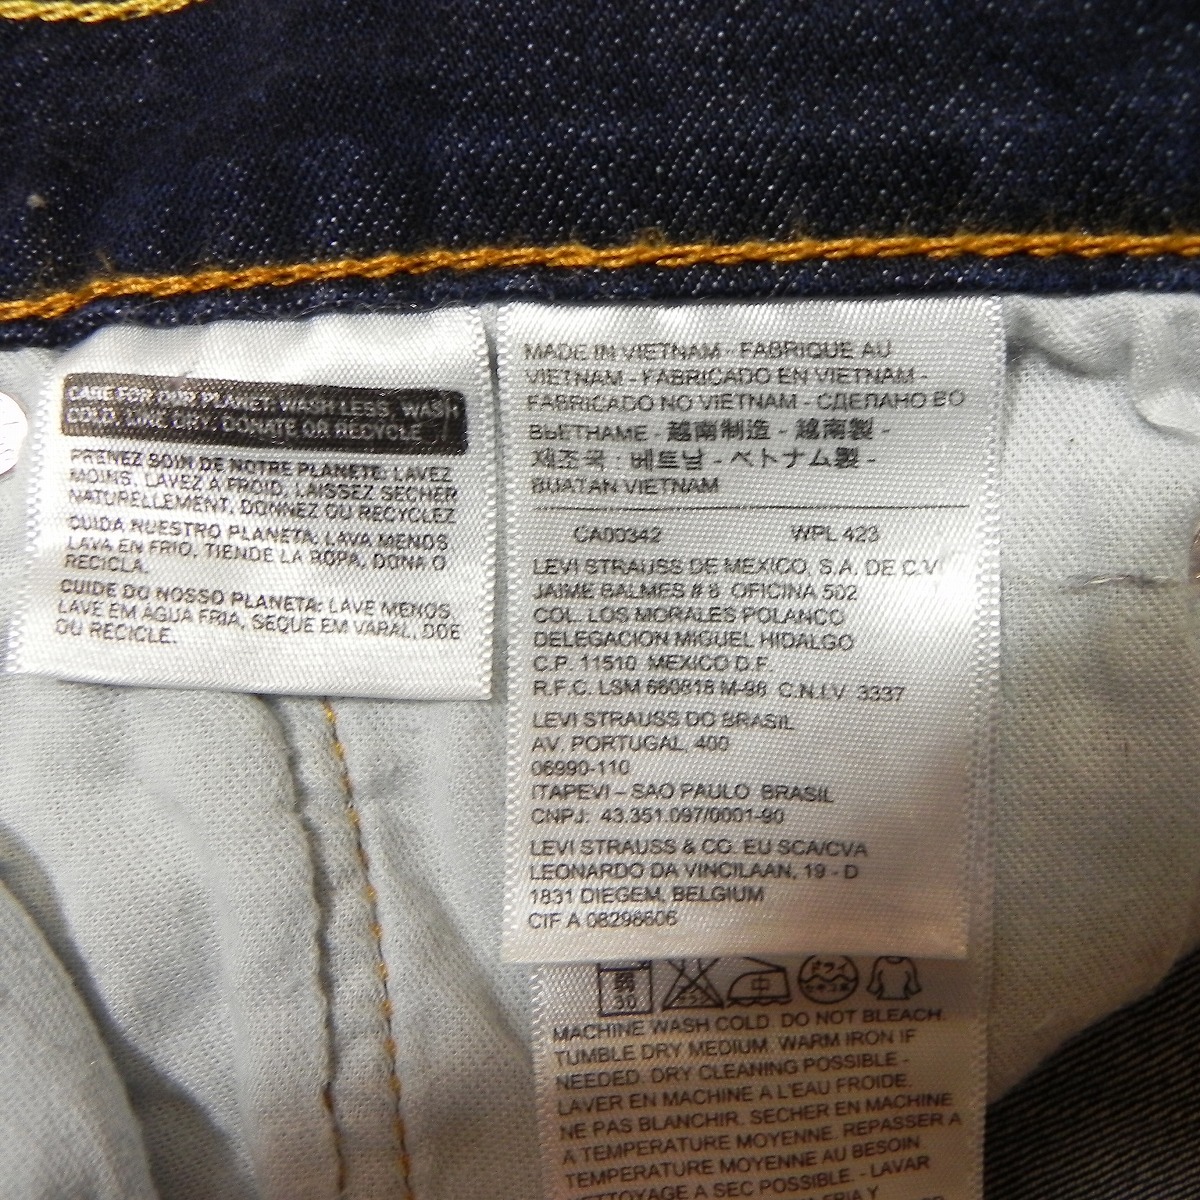 CARE FOR OUR PLANET: WASH LESS, WASH
COLD, LINE DRY, DONATE OR RECYCLE
PRENEZ SOIN DE NOTRE PLANETE: LAVEZ
MOINS, LAVEZ A FROID, LAISSEZ SECHER
NATURELLEMENT, DONNEZ OU RECYCLEZ
CUIDA NUESTRO PLANETA: LAVA MENOS
LAVA EN FRIO, TIENDE LA ROPA, DONA O
RECICLA.
CUIDE DO NOSSO PLANETA: LAVE MENOS,
LAVE EM ÁGUA FRIA, SEQUE EM VARAL, DOE
OU RECICLE.
MADE IN VIETNAM - FABRIQUE AU
VIETNAM - FABRICADO EN VIETNAM -
FABRICADO NO VIETNAM - СДЕЛАНО ВО
ВЬЕТНАМЕ - 越南制造 - 越南製 -
제조국 : 베트남 - ベトナム製 -
BUATAN VIETNAM
CA00342 WPL 423
LEVI STRAUSS DE MEXICO, S.A. DE C.V.
JAIME BALMES # 8 OFICINA 502
COL. LOS MORALES POLANCO
DELEGACION MIGUEL HIDALGO
C.P. 11510 MEXICO D.F.
R.F.C. LSM 660818 M-98 C.N.I.V 3337
LEVI STRAUSS DO BRASIL
AV. PORTUGAL, 400
06990-110
ITAPEVI – SAO PAULO BRASIL
CNPJ: 43.351.097/0001-90
LEVI STRAUSS & CO. EU SCA/CVA
LEONARDO DA VINCILAAN, 19 - D
1831 DIEGEM, BELGIUM
CIF A 08298606
弱
30
MACHINE WASH COLD. DO NOT BLEACH.
TUMBLE DRY MEDIUM. WARM IRON IF
NEEDED. DRY CLEANING POSSIBLE -
LAVER EN MACHINE A L'EAU FROIDE.
NE PAS BLANCHIR. SECHER EN MACHINE
A TEMPERATURE MOYENNE. REPASSER A
TEMPERATURE MOYENNE AU BESOIN
NETTOYAGE A SEC POSSIBLE. - LAVAR
FRIA Y